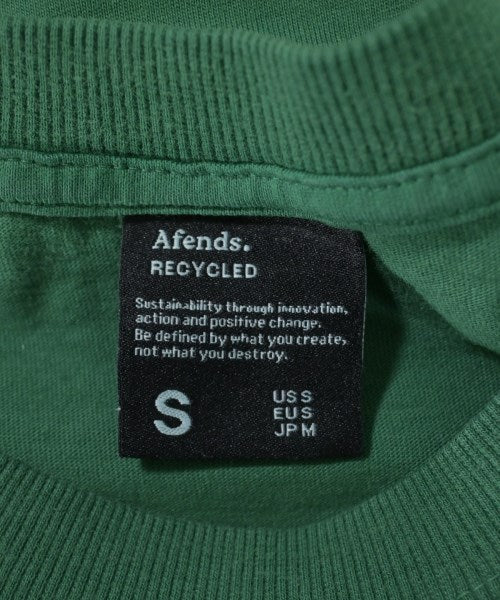 Afends.
RECYCLED
Sustainability through innovation,
action and positive change.
Be defined by what you create,
not what you destroy.
S
US S
EU S
JP M